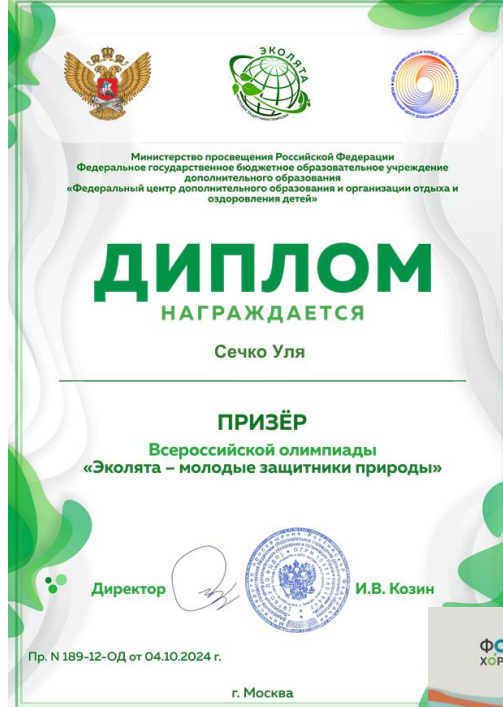 ЭКОЛЯТА
Министерство просвещения Российской Федерации
Федеральное государственное бюджетное образовательное учреждение
дополнительного образования
«Федеральный центр дополнительного образования и организации отдыха и
оздоровления детей»
ДИПЛОМ
НАГРАЖДАЕТСЯ
Сечко Уля
ПРИЗЁР
Всероссийской олимпиады
«Эколята – молодые защитники природы»
Директор
И.В. Козин
Пр. N 189-12-ОД от 04.10.2024 г.
г. Москва